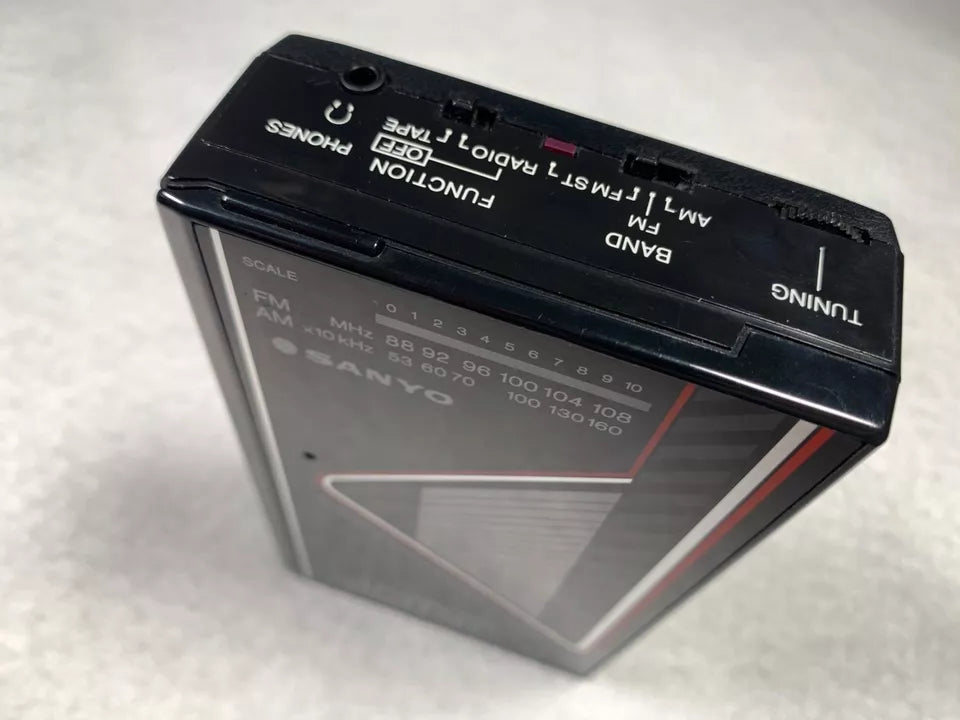 PHONES
FUNCTION
OFF
RADIO TAPE
FM ST
BAND
FM
AM FM
TUNING
SCALE 0 1 2 3 4 5 6 7 8 9 10
FM MHz 88 92 96 100 104 108
AM x10kHz 53 60 70 100 130 160
SANYO